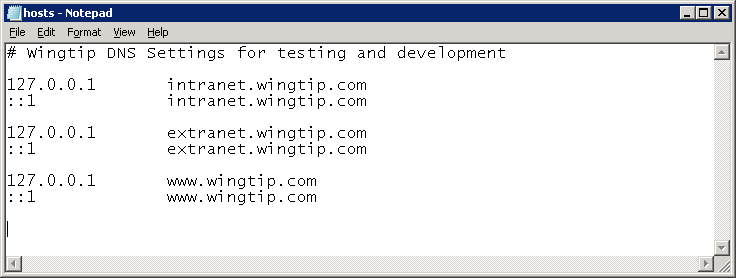 hosts - Notepad
File Edit Format View Help
# Wingtip DNS Settings for testing and development
127.0.0.1 intranet.wingtip.com
::1 intranet.wingtip.com
127.0.0.1 extranet.wingtip.com
::1 extranet.wingtip.com
127.0.0.1 www.wingtip.com
::1 www.wingtip.com